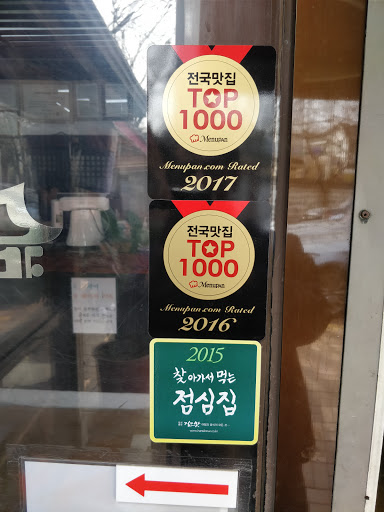 전국맛집
TOP
1000
Menupan
Menupan.com Rated
2017
전국맛집
TOP
1000
Menupan
Menupan.com Rated
2016
2015
찾아가서 먹는
점심집